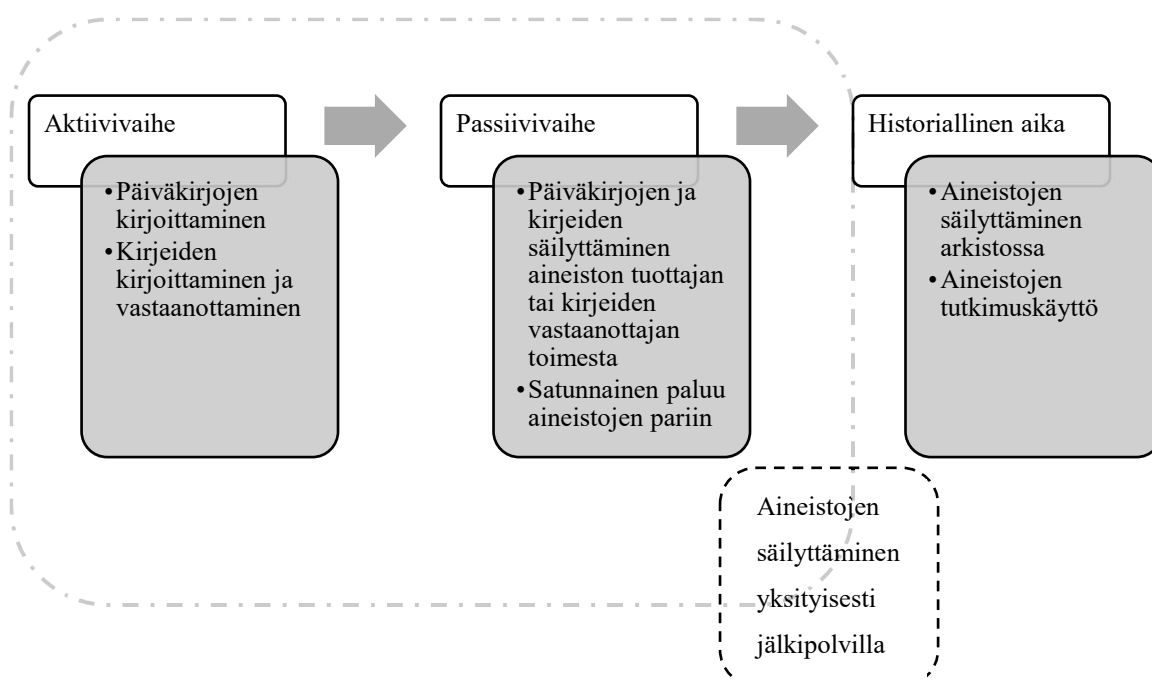 Aktiivivaihe
•Päiväkirjojen
kirjoittaminen
•Kirjeiden
kirjoittaminen ja
vastaanottaminen
Passiivivaihe
•Päiväkirjojen ja
kirjeiden
säilyttäminen
aineiston tuottajan
tai kirjeiden
vastaanottajan
toimesta
•Satunnainen paluu
aineistojen pariin
Historiallinen aika
•Aineistojen
säilyttäminen
arkistossa
•Aineistojen
tutkimuskäyttö
Aineistojen
säilyttäminen
yksityisesti
jälkipolvilla